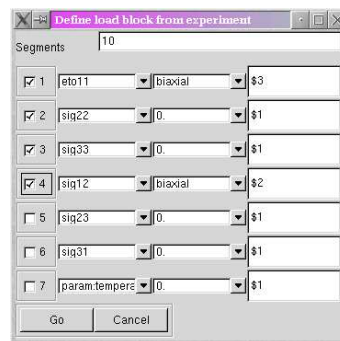 Define load block from experiment
Segments 10
1 eto11 biaxial $3
2 sig22 0. $1
3 sig33 0. $1
4 sig12 biaxial $2
5 sig23 0. $1
6 sig31 0. $1
7 param:tempera 0. $1
Go Cancel